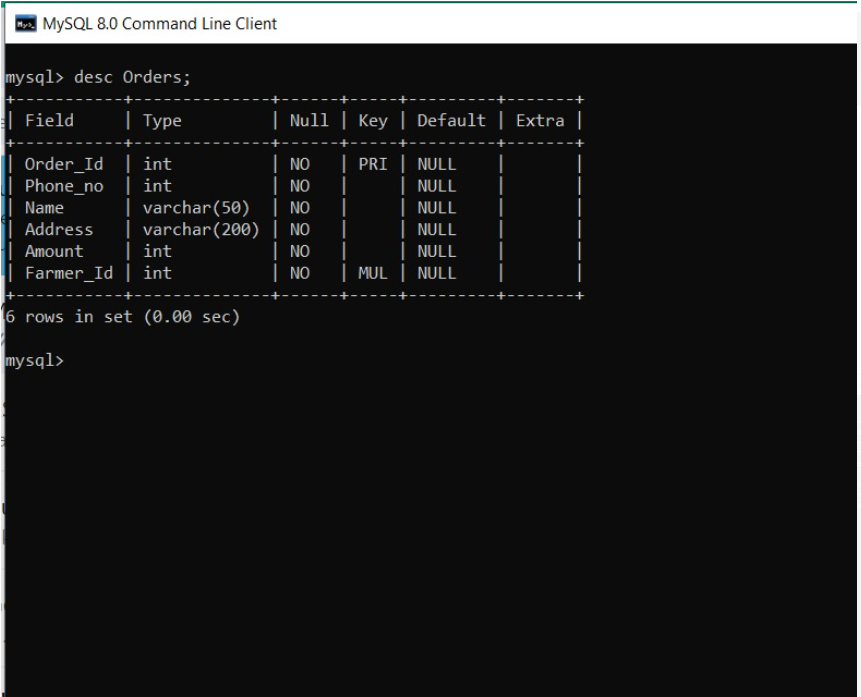 MySQL 8.0 Command Line Client
mysql> desc Orders;
+-----------+--------------+------+-----+---------+-------+
| Field     | Type         | Null | Key | Default | Extra |
+-----------+--------------+------+-----+---------+-------+
| Order_Id  | int          | NO   | PRI | NULL    |       |
| Phone_no  | int          | NO   |     | NULL    |       |
| Name      | varchar(50)  | NO   |     | NULL    |       |
| Address   | varchar(200) | NO   |     | NULL    |       |
| Amount    | int          | NO   |     | NULL    |       |
| Farmer_Id | int          | NO   | MUL | NULL    |       |
+-----------+--------------+------+-----+---------+-------+
6 rows in set (0.00 sec)
mysql>